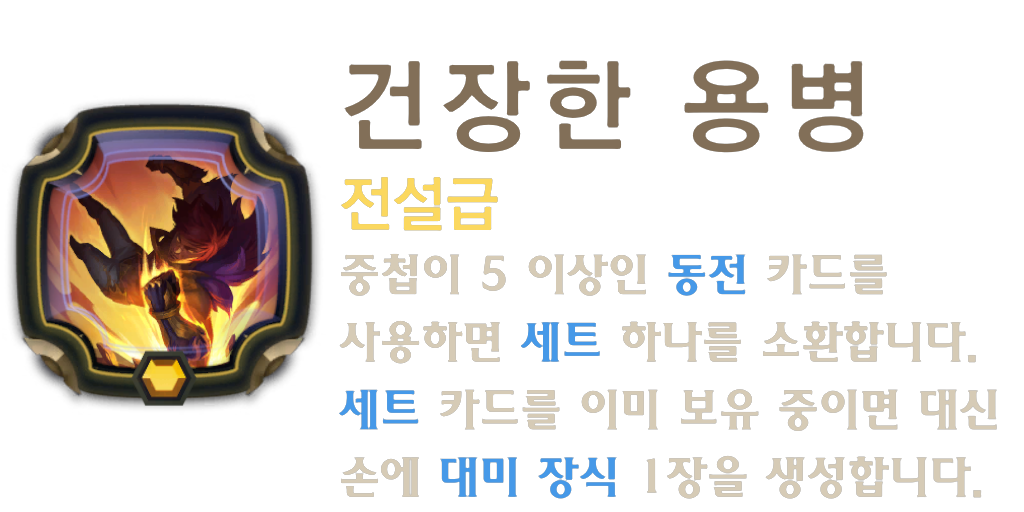 건장한 용병
전설급
중첩이 5 이상인 동전 카드를
사용하면 세트 하나를 소환합니다.
세트 카드를 이미 보유 중이면 대신
손에 대미 장식 1장을 생성합니다.